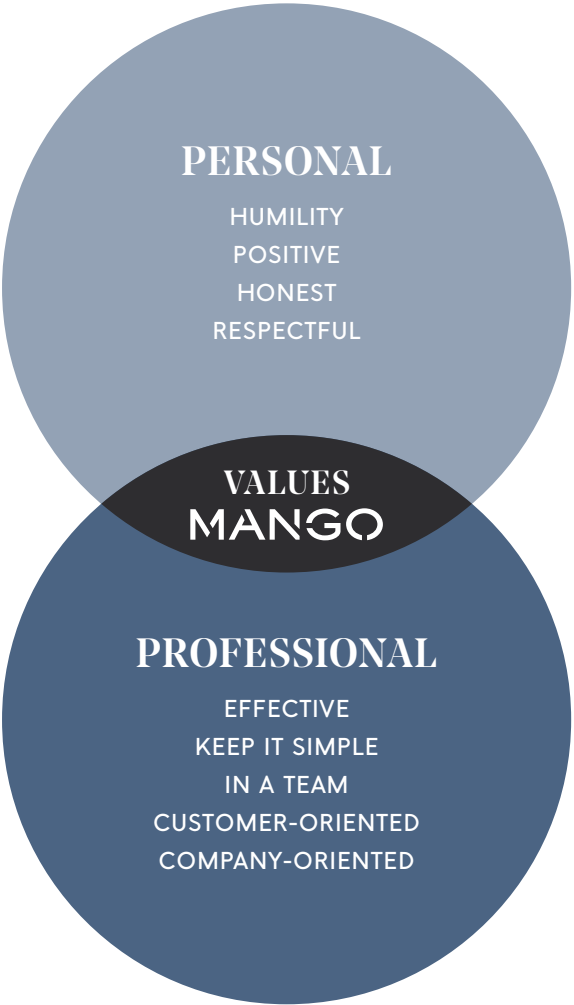 PERSONAL
HUMILITY
POSITIVE
HONEST
RESPECTFUL
VALUES
MANGO
PROFESSIONAL
EFFECTIVE
KEEP IT SIMPLE
IN A TEAM
CUSTOMER-ORIENTED
COMPANY-ORIENTED